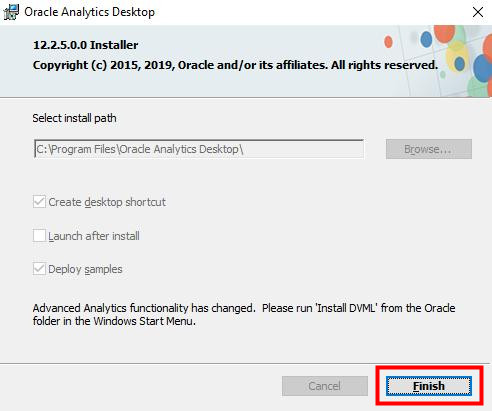 Oracle Analytics Desktop
12.2.5.0.0 Installer
Copyright (c) 2015, 2019, Oracle and/or its affiliates. All rights reserved.
Select install path
C:\Program Files\Oracle Analytics Desktop\
Browse...
Create desktop shortcut
Launch after install
Deploy samples
Advanced Analytics functionality has changed.  Please run 'Install DVML' from the Oracle
folder in the Windows Start Menu.
Cancel
Finish